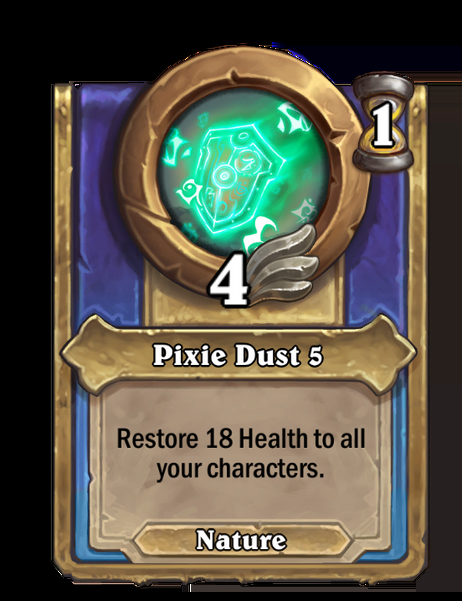 1
4
Pixie Dust 5
Restore 18 Health to all
your characters.
Nature